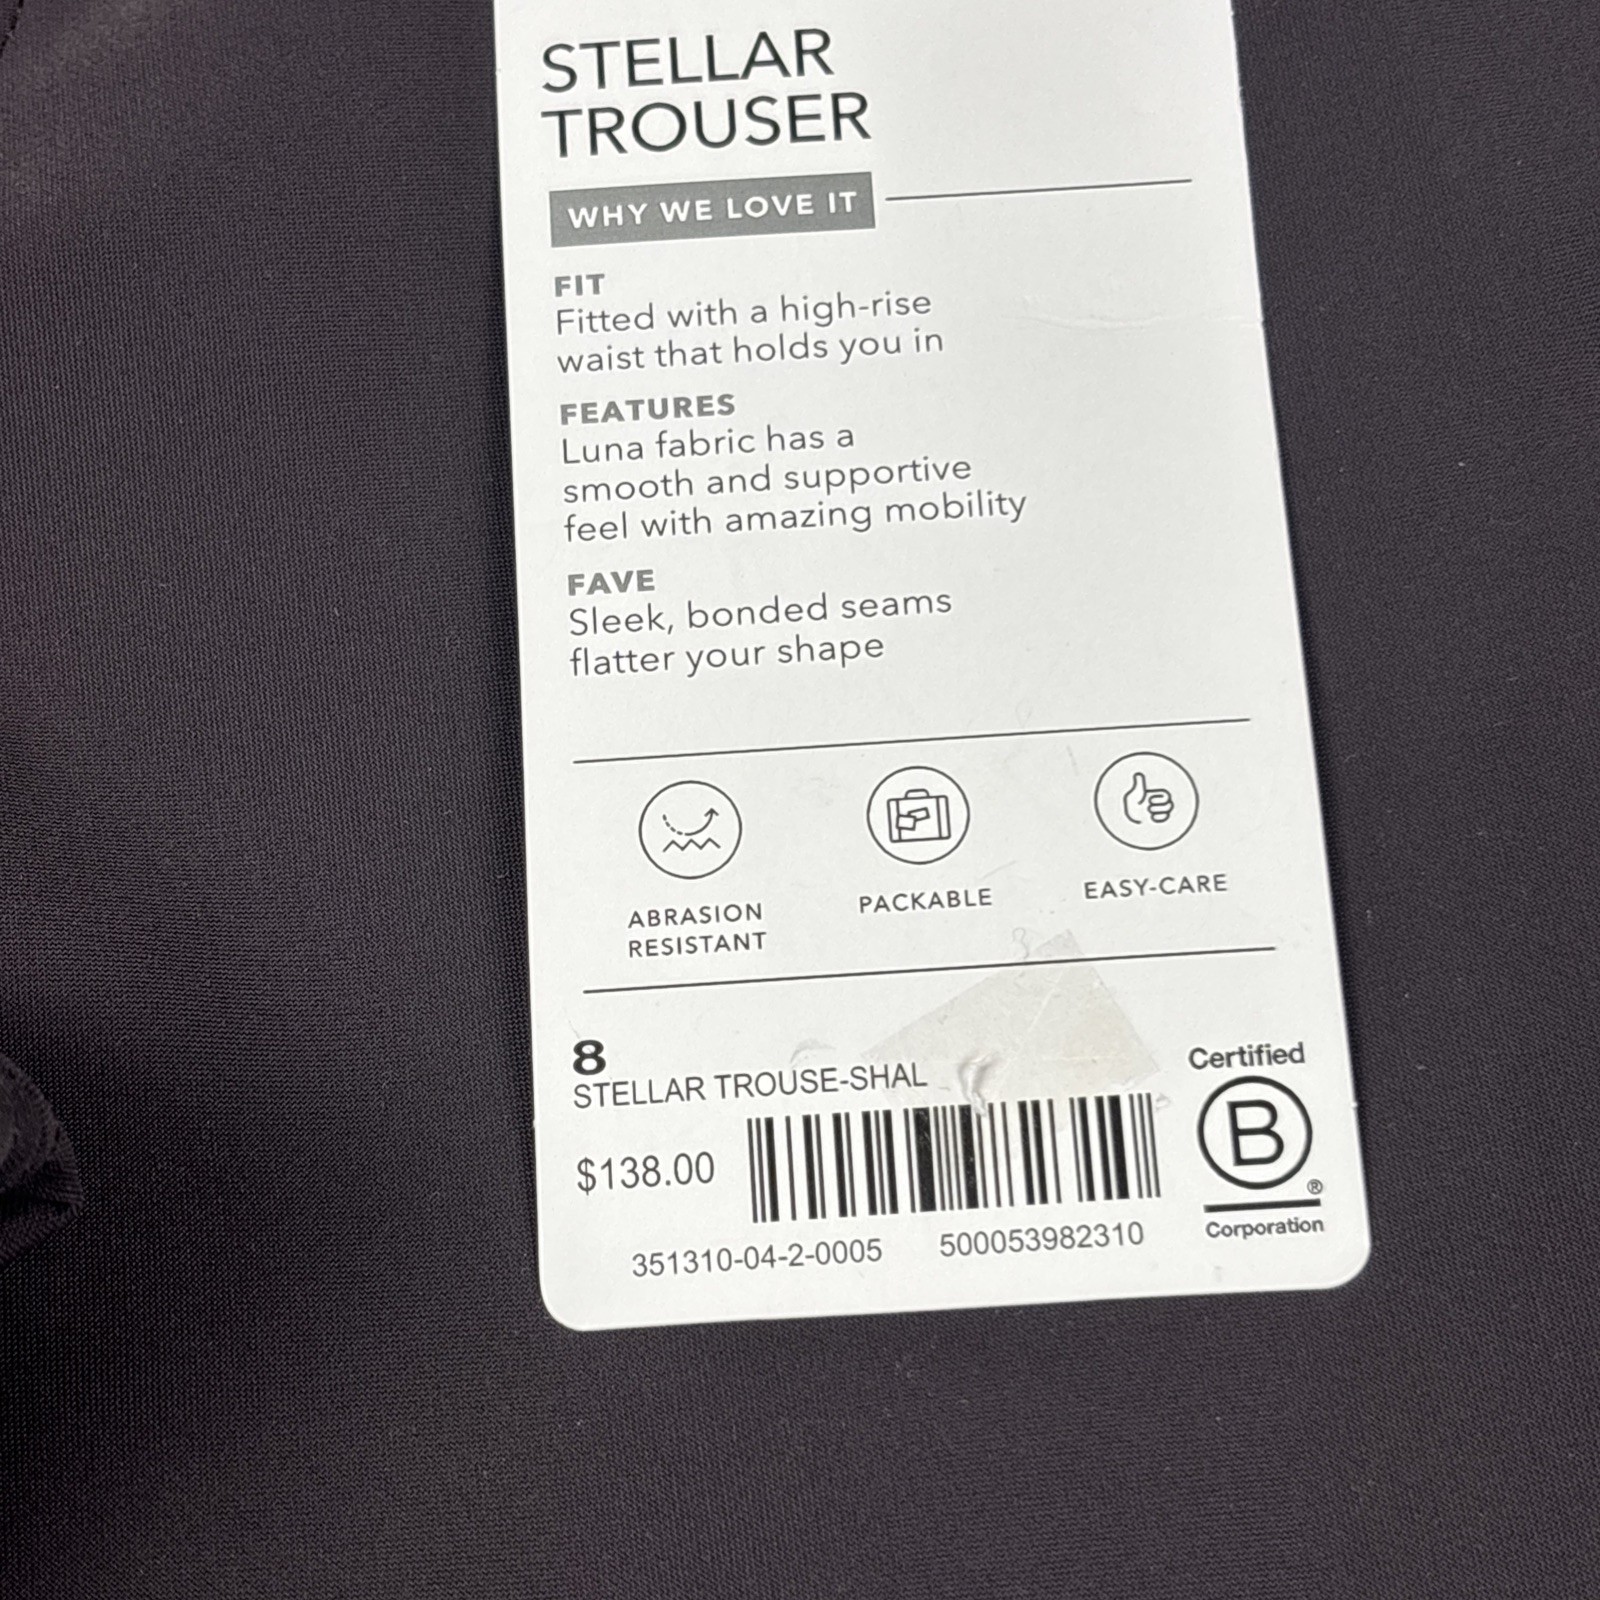 STELLAR
TROUSER
WHY WE LOVE IT
FIT
Fitted with a high-rise
waist that holds you in
FEATURES
Luna fabric has a
smooth and supportive
feel with amazing mobility
FAVE
Sleek, bonded seams
flatter your shape
ABRASION
RESISTANT
PACKABLE
EASY-CARE
8
STELLAR TROUSE-SHAL
$138.00
351310-04-2-0005 500053982310
Certified
B
®
Corporation